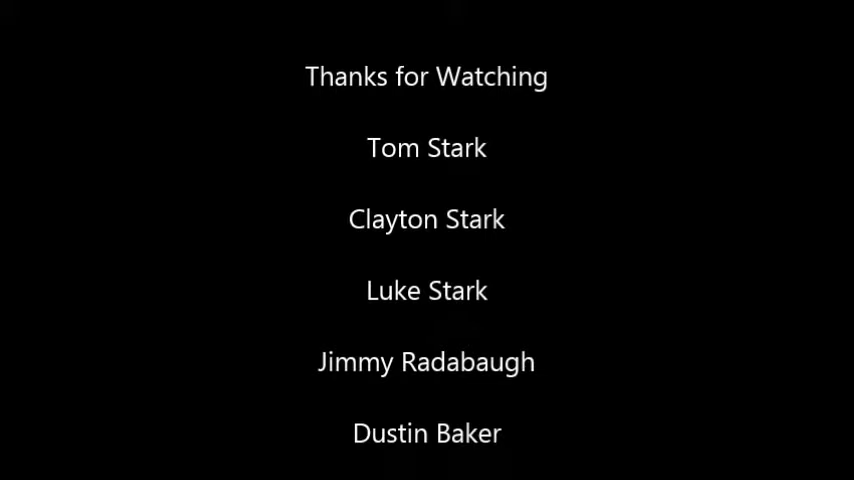 Thanks for Watching
Tom Stark
Clayton Stark
Luke Stark
Jimmy Radabaugh
Dustin Baker